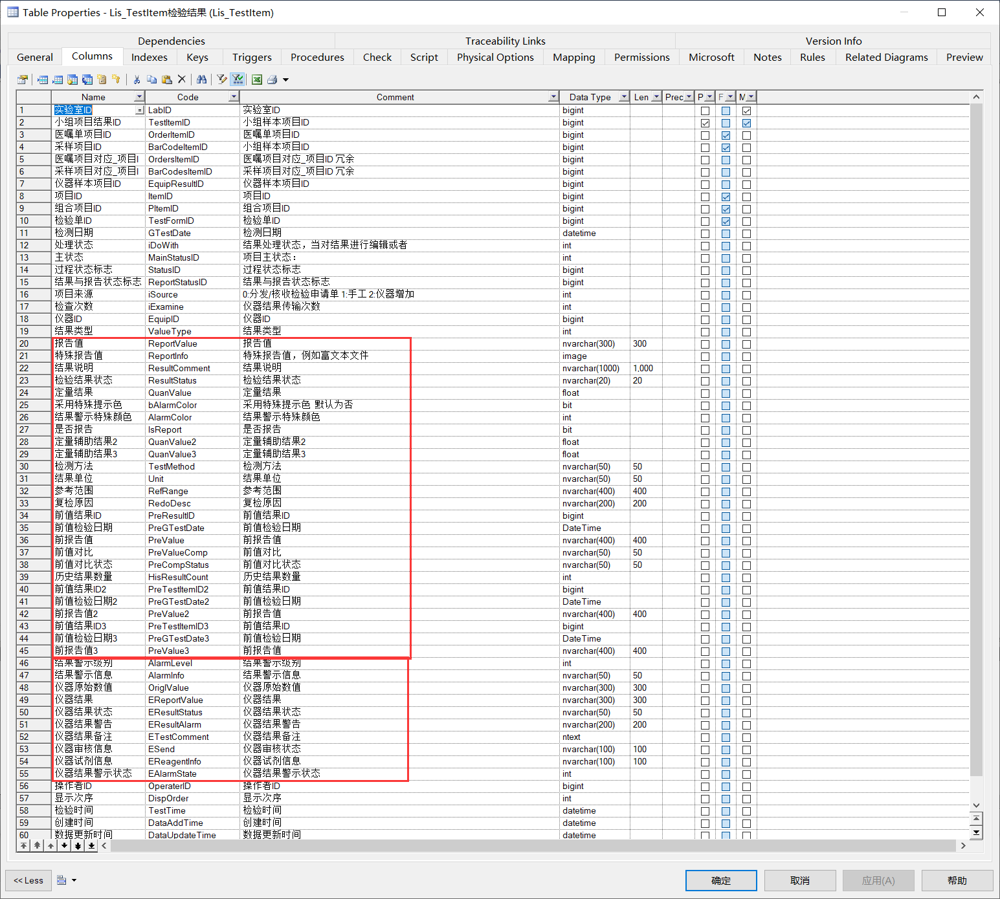 Table Properties - Lis_TestItem检验结果 (Lis_TestItem)
Dependencies Traceability Links Version Info
General Columns Indexes Keys Triggers Procedures Check Script Physical Options Mapping Permissions Microsoft Notes Rules Related Diagrams Preview
Name Code Comment Data Type Len Prec P F M
1 实验室ID = LabID 实验室ID bigint
2 小组项目结果ID TestItemID 小组样本项目ID bigint
3 医嘱单项目ID OrderItemID 医嘱单项目ID bigint
4 采样项目ID BarCodeItemID 小组样本项目ID bigint
5 医嘱项目对应_项目I OrdersItemID 医嘱项目对应_项目ID 冗余 bigint
6 采样项目对应_项目I BarCodesItemID 采样项目对应_项目ID 冗余 bigint
7 仪器样本项目ID EquipResultID 仪器样本项目ID bigint
8 项目ID ItemID 项目ID bigint
9 组合项目ID PItemID 组合项目ID bigint
10 检验单ID TestFormID 检验单ID bigint
11 检测日期 GTestDate 检测日期 datetime
12 处理状态 iDoWith 结果处理状态，当对结果进行编辑或者 int
13 主状态 MainStatusID 项目主状态： int
14 过程状态标志 StatusID 过程状态标志 bigint
15 结果与报告状态标志 ReportStatusID 结果与报告状态标志 bigint
16 项目来源 iSource 0:分发/核收检验申请单 1:手工 2:仪器增加 int
17 检查次数 iExamine 仪器结果传输次数 int
18 仪器ID EquipID 仪器ID bigint
19 结果类型 ValueType 结果类型 int
20 报告值 ReportValue 报告值 nvarchar(300) 300
21 特殊报告值 ReportInfo 特殊报告值，例如富文本文件 image
22 结果说明 ResultComment 结果说明 nvarchar(1000) 1,000
23 检验结果状态 ResultStatus 检验结果状态 nvarchar(20) 20
24 定量结果 QuanValue 定量结果 float
25 采用特殊提示色 bAlarmColor 采用特殊提示色 默认为否 bit
26 结果警示特殊颜色 AlarmColor 结果警示特殊颜色 int
27 是否报告 IsReport 是否报告 bit
28 定量辅助结果2 QuanValue2 定量辅助结果2 float
29 定量辅助结果3 QuanValue3 定量辅助结果3 float
30 检测方法 TestMethod 检测方法 nvarchar(50) 50
31 结果单位 Unit 结果单位 nvarchar(50) 50
32 参考范围 RefRange 参考范围 nvarchar(400) 400
33 复检原因 RedoDesc 复检原因 nvarchar(200) 200
34 前值结果ID PreResultID 前值结果ID bigint
35 前值检验日期 PreGTestDate 前值检验日期 DateTime
36 前报告值 PreValue 前报告值 nvarchar(400) 400
37 前值对比 PreValueComp 前值对比 nvarchar(50) 50
38 前值对比状态 PreCompStatus 前值对比状态 nvarchar(50) 50
39 历史结果数量 HisResultCount 历史结果数量 int
40 前值结果ID2 PreTestItemID2 前值结果ID bigint
41 前值检验日期2 PreGTestDate2 前值检验日期 DateTime
42 前报告值2 PreValue2 前报告值 nvarchar(400) 400
43 前值结果ID3 PreTestItemID3 前值结果ID bigint
44 前值检验日期3 PreGTestDate3 前值检验日期 DateTime
45 前报告值3 PreValue3 前报告值 nvarchar(400) 400
46 结果警示级别 AlarmLevel 结果警示级别 int
47 结果警示信息 AlarmInfo 结果警示信息 nvarchar(50) 50
48 仪器原始数值 OriglValue 仪器原始数值 nvarchar(300) 300
49 仪器结果 EReportValue 仪器结果 nvarchar(300) 300
50 仪器结果状态 EResultStatus 仪器结果状态 nvarchar(50) 50
51 仪器结果警告 EResultAlarm 仪器结果警告 nvarchar(200) 200
52 仪器结果备注 ETestComment 仪器结果备注 ntext
53 仪器审核信息 ESend 仪器审核状态 nvarchar(100) 100
54 仪器试剂信息 EReagentInfo 仪器试剂信息 nvarchar(100) 100
55 仪器结果警示状态 EAlarmState 仪器结果警示状态 int
56 操作者ID OperaterID 操作者ID bigint
57 显示次序 DispOrder 显示次序 int
58 检验时间 TestTime 检验时间 datetime
59 创建时间 DataAddTime 创建时间 datetime
60 数据更新时间 DataUpdateTime 数据更新时间 datetime
<< Less 确定 取消 应用(A) 帮助